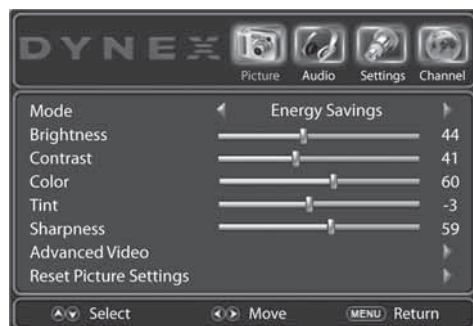 DYNEX
Picture Audio Settings Channel
Mode Energy Savings
Brightness 44
Contrast 41
Color 60
Tint -3
Sharpness 59
Advanced Video
Reset Picture Settings
Select Move MENU Return